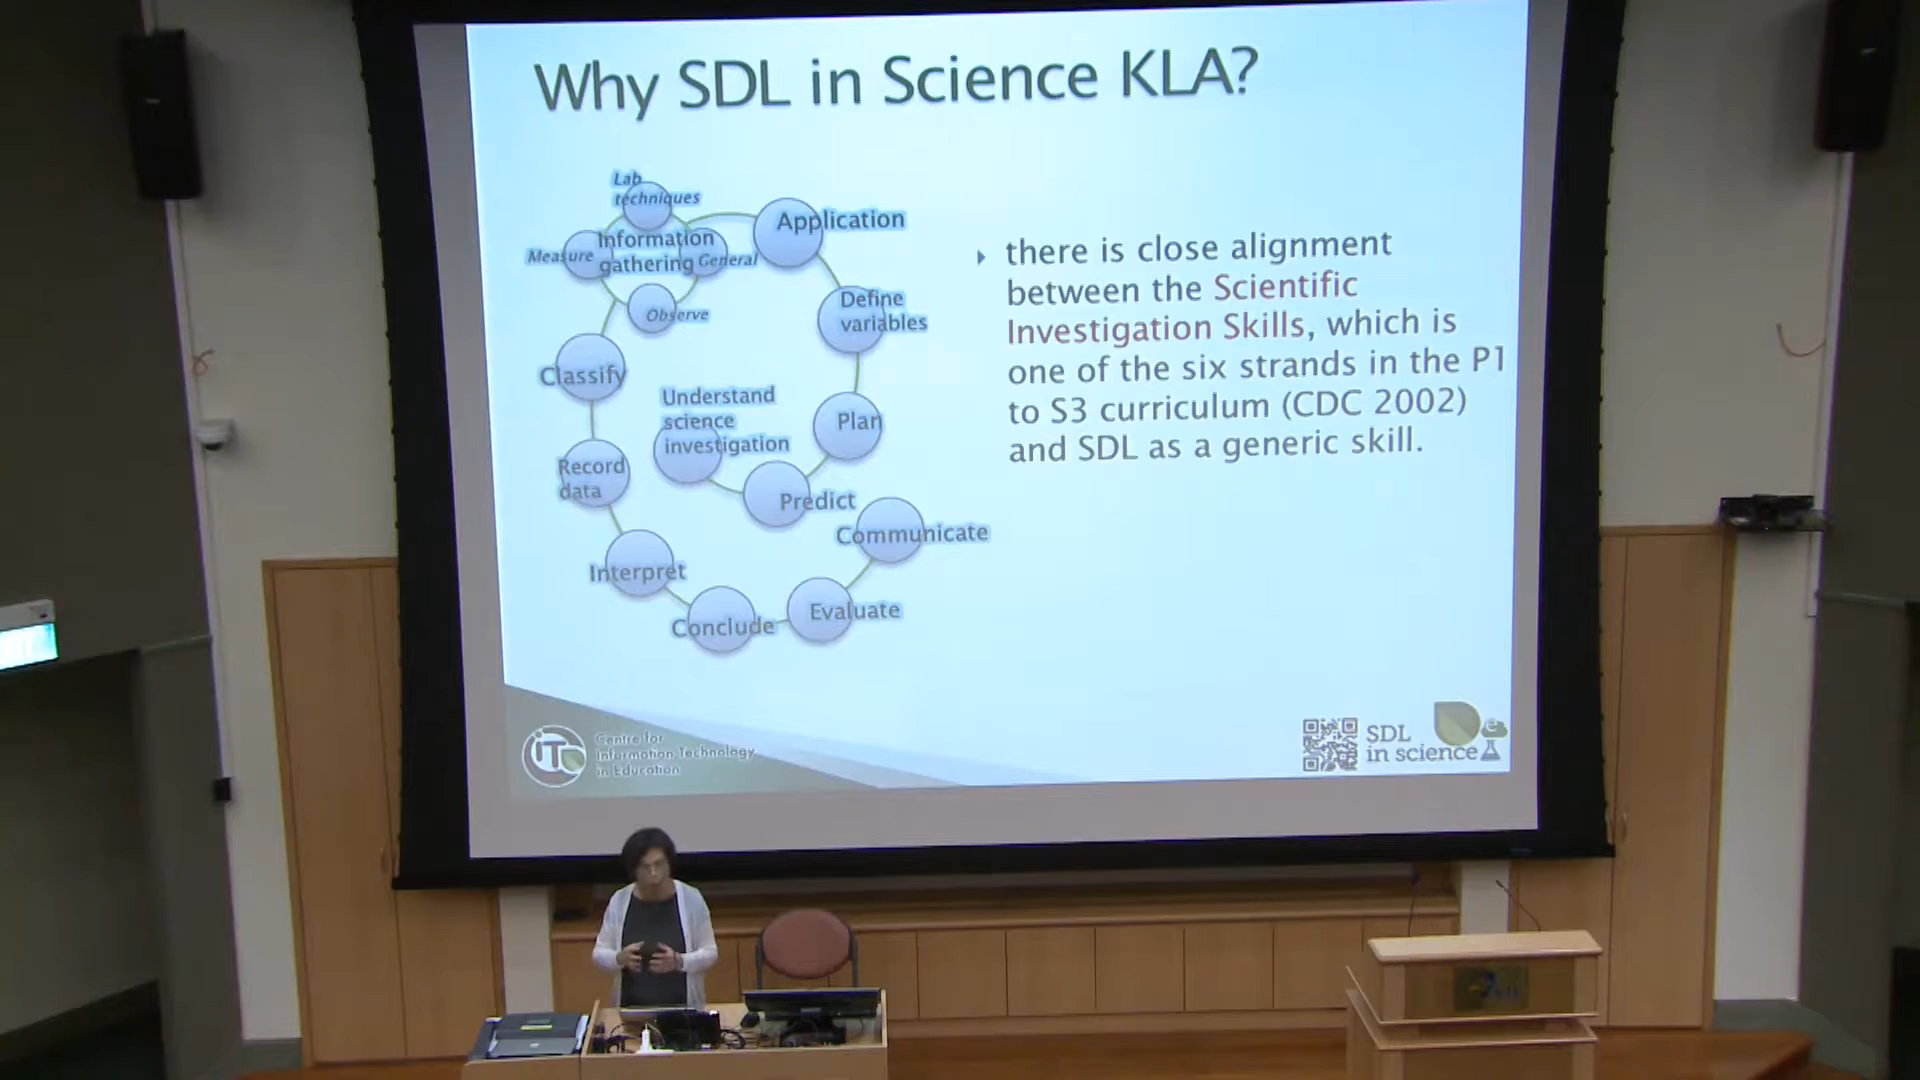 Why SDL in Science KLA?
Lab
techniques
Application
Information
gathering
Measure
General
Observe
Define
variables
Classify
Understand
science
investigation
Plan
Record
data
Predict
Communicate
Interpret
Evaluate
Conclude
there is close alignment
between the Scientific
Investigation Skills, which is
one of the six strands in the P1
to S3 curriculum (CDC 2002)
and SDL as a generic skill.
Centre for
Information Technology
in Education
SDL
in science
e